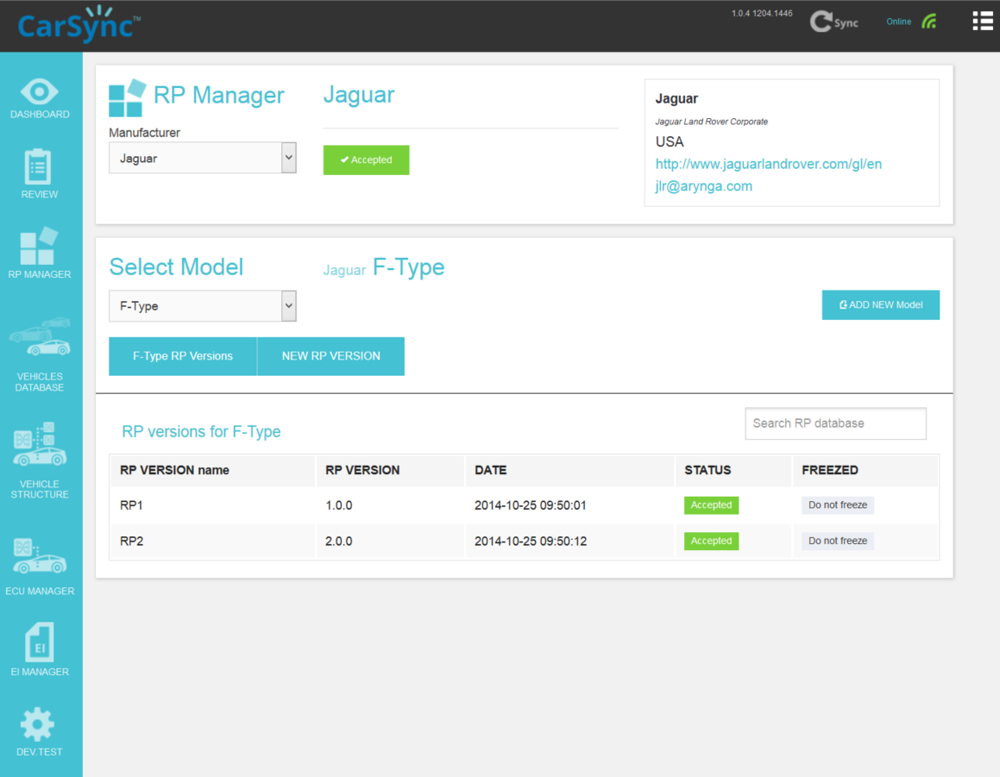 CarSync™
1.0.4 1204.1446
Sync
Online
DASHBOARD
REVIEW
RP MANAGER
VEHICLES
DATABASE
VEHICLE
STRUCTURE
ECU MANAGER
EI
EI MANAGER
DEV.TEST
RP Manager
Manufacturer
Jaguar
Jaguar
Accepted
Jaguar
Jaguar Land Rover Corporate
USA
http://www.jaguarlandrover.com/gl/en
jlr@arynga.com
Select Model
Jaguar F-Type
F-Type
ADD NEW Model
F-Type RP Versions NEW RP VERSION
RP versions for F-Type
Search RP database
RP VERSION name RP VERSION DATE STATUS FREEZED
RP1 1.0.0 2014-10-25 09:50:01 Accepted Do not freeze
RP2 2.0.0 2014-10-25 09:50:12 Accepted Do not freeze